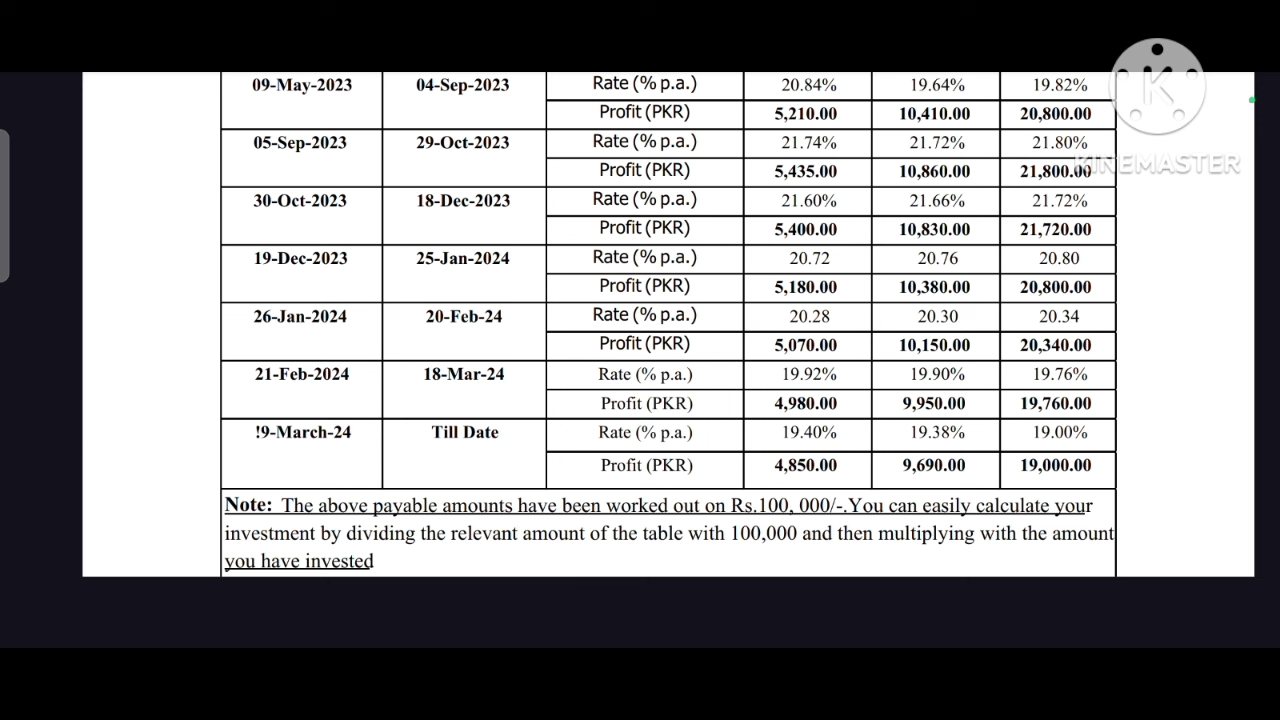 09-May-2023 04-Sep-2023 Rate (% p.a.) 20.84% 19.64% 19.82%
Profit (PKR) 5,210.00 10,410.00 20,800.00
05-Sep-2023 29-Oct-2023 Rate (% p.a.) 21.74% 21.72% 21.80%
Profit (PKR) 5,435.00 10,860.00 21,800.00
KINEMASTER
30-Oct-2023 18-Dec-2023 Rate (% p.a.) 21.60% 21.66% 21.72%
Profit (PKR) 5,400.00 10,830.00 21,720.00
19-Dec-2023 25-Jan-2024 Rate (% p.a.) 20.72 20.76 20.80
Profit (PKR) 5,180.00 10,380.00 20,800.00
26-Jan-2024 20-Feb-24 Rate (% p.a.) 20.28 20.30 20.34
Profit (PKR) 5,070.00 10,150.00 20,340.00
21-Feb-2024 18-Mar-24 Rate (% p.a.) 19.92% 19.90% 19.76%
Profit (PKR) 4,980.00 9,950.00 19,760.00
!9-March-24 Till Date Rate (% p.a.) 19.40% 19.38% 19.00%
Profit (PKR) 4,850.00 9,690.00 19,000.00
Note: The above payable amounts have been worked out on Rs.100, 000/-.You can easily calculate your
investment by dividing the relevant amount of the table with 100,000 and then multiplying with the amount
you have invested